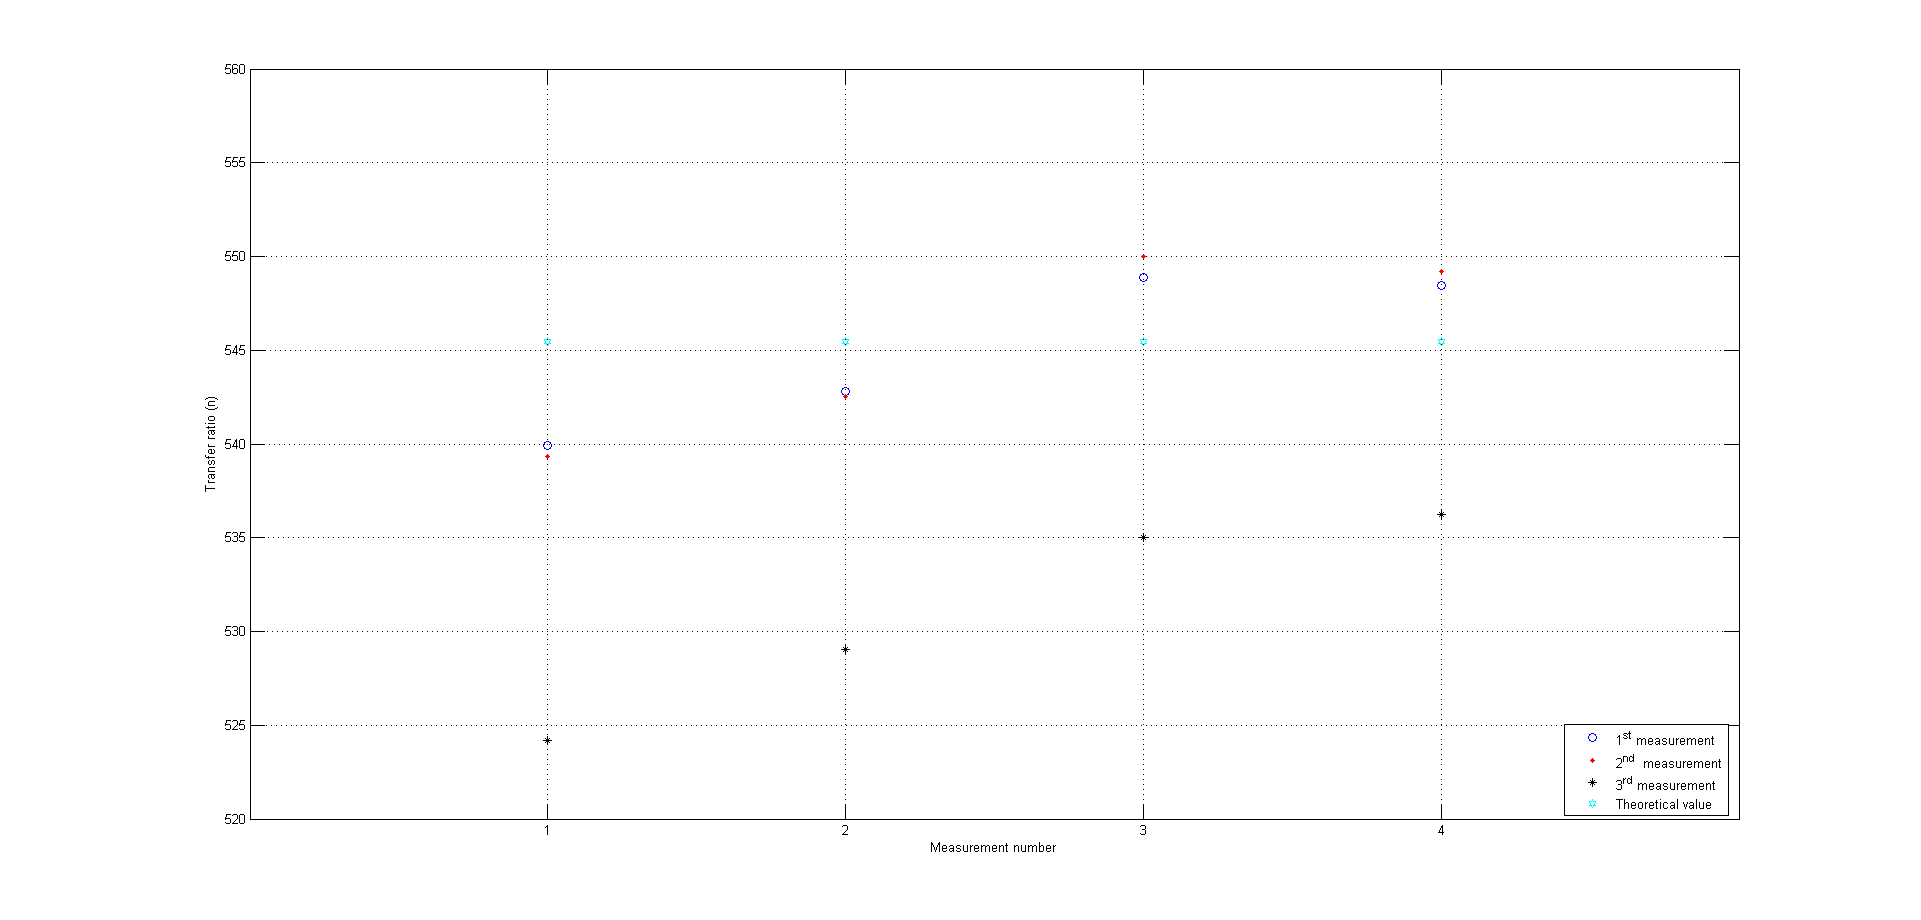 560
555
550
545
540
535
530
525
520
Transfer ratio (n)
1 2 3 4
Measurement number
1st measurement
2nd measurement
3rd measurement
Theoretical value